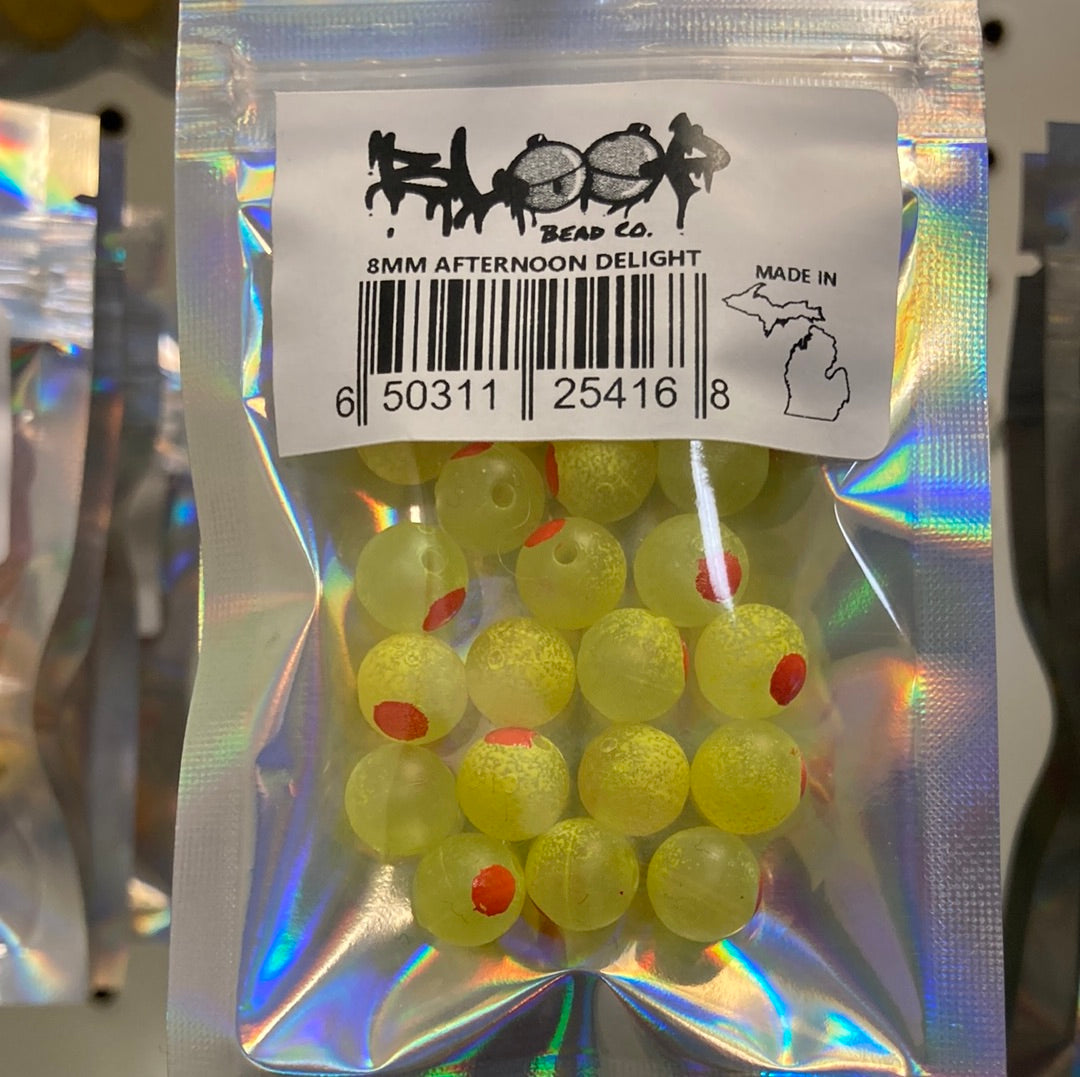 BLOOP
BEAD CO.
8MM AFTERNOON DELIGHT
MADE IN
6 50311 25416 8